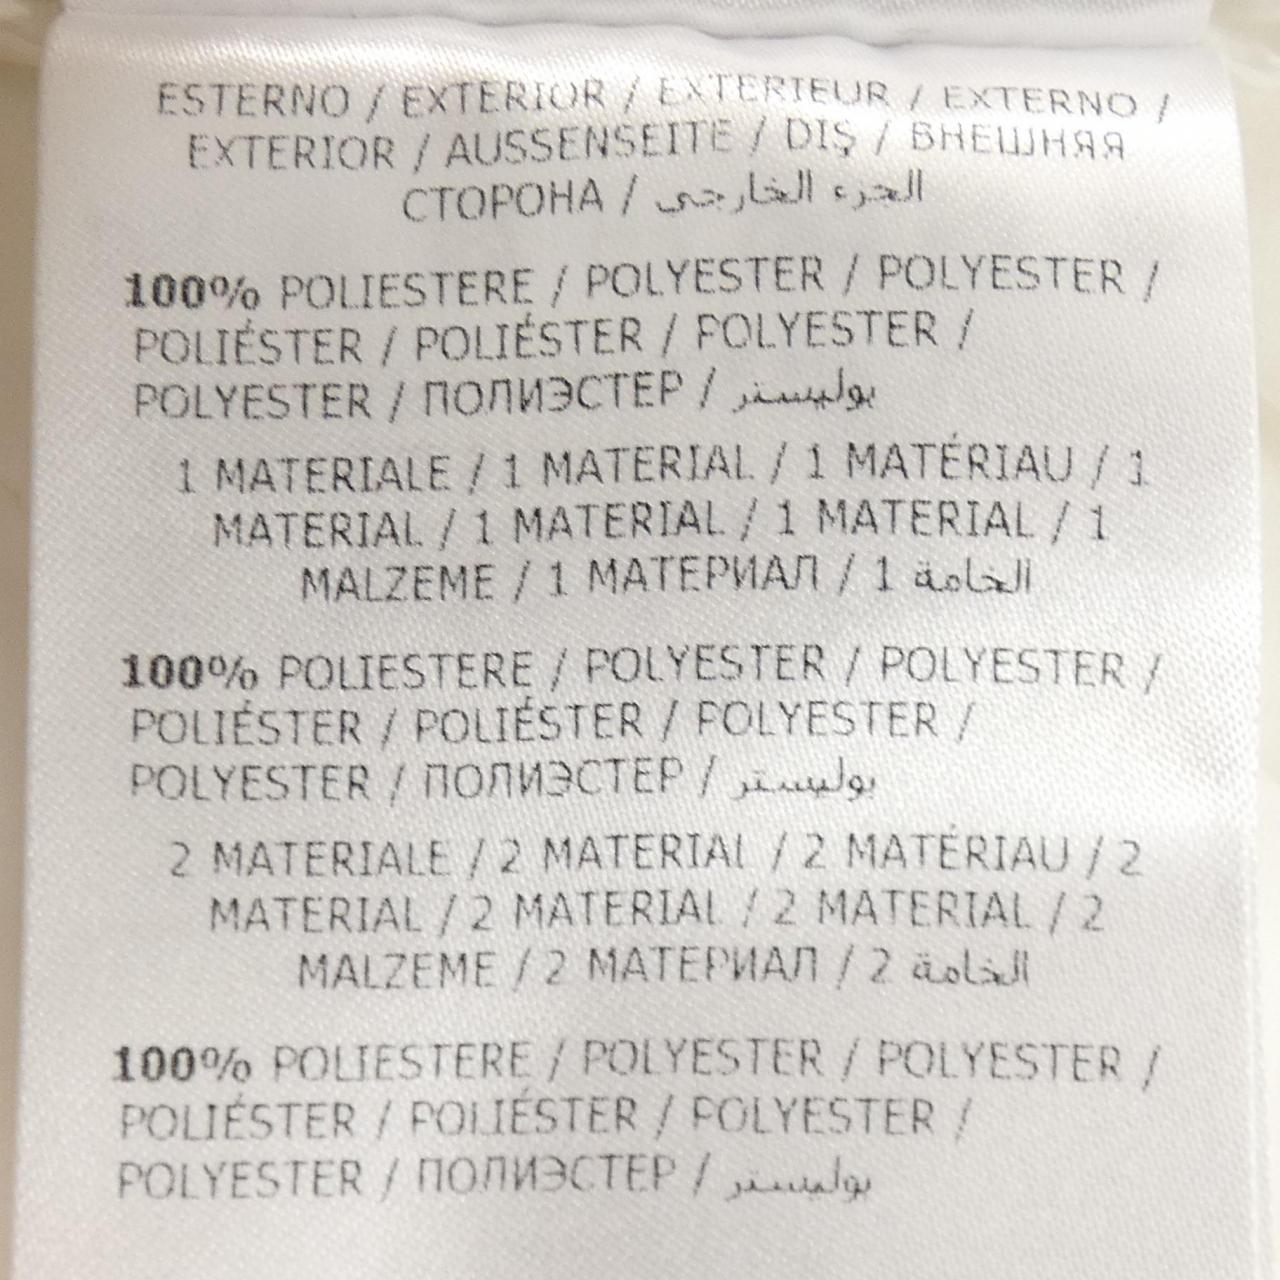 ESTERNO / EXTERIOR / EXTERIEUR / EXTERNO /
EXTERIOR / AUSSENSEITE / DIŞ / ВНЕШНЯЯ
СТОРОНА / الجزء الخارجي
100% POLIESTERE / POLYESTER / POLYESTER /
POLIÉSTER / POLIÉSTER / POLYESTER /
POLYESTER / ПОЛИЭСТЕР / بوليستر
1 MATERIALE / 1 MATERIAL / 1 MATÉRIAU / 1
MATERIAL / 1 MATERIAL / 1 MATERIAL / 1
MALZEME / 1 МАТЕРИАЛ / 1 الخامة
100% POLIESTERE / POLYESTER / POLYESTER /
POLIÉSTER / POLIÉSTER / POLYESTER /
POLYESTER / ПОЛИЭСТЕР / بوليستر
2 MATERIALE / 2 MATERIAL / 2 MATÉRIAU / 2
MATERIAL / 2 MATERIAL / 2 MATERIAL / 2
MALZEME / 2 МАТЕРИАЛ / 2 الخامة
100% POLIESTERE / POLYESTER / POLYESTER /
POLIÉSTER / POLIÉSTER / POLYESTER /
POLYESTER / ПОЛИЭСТЕР / بوليستر